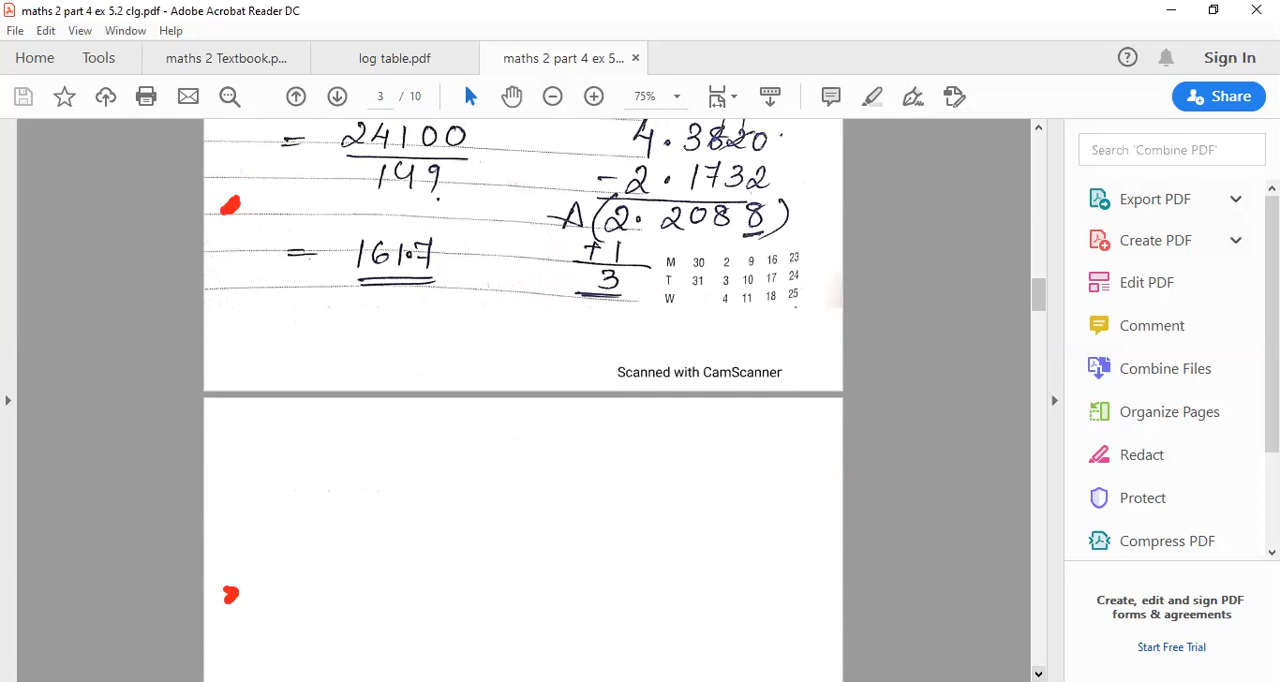 maths 2 part 4 ex 5.2 clg.pdf - Adobe Acrobat Reader DC
File Edit View Window Help
Home Tools maths 2 Textbook.p... log table.pdf maths 2 part 4 ex 5... × Sign In
3 / 10 75% Share
= 24100
149
= 161.7
4.3820
- 2.1732
A(2.2088)
+1
3
M 30 2 9 16 23
T 31 3 10 17 24
W 4 11 18 25
Scanned with CamScanner
Search 'Combine PDF'
Export PDF
Create PDF
Edit PDF
Comment
Combine Files
Organize Pages
Redact
Protect
Compress PDF
Create, edit and sign PDF
forms & agreements
Start Free Trial